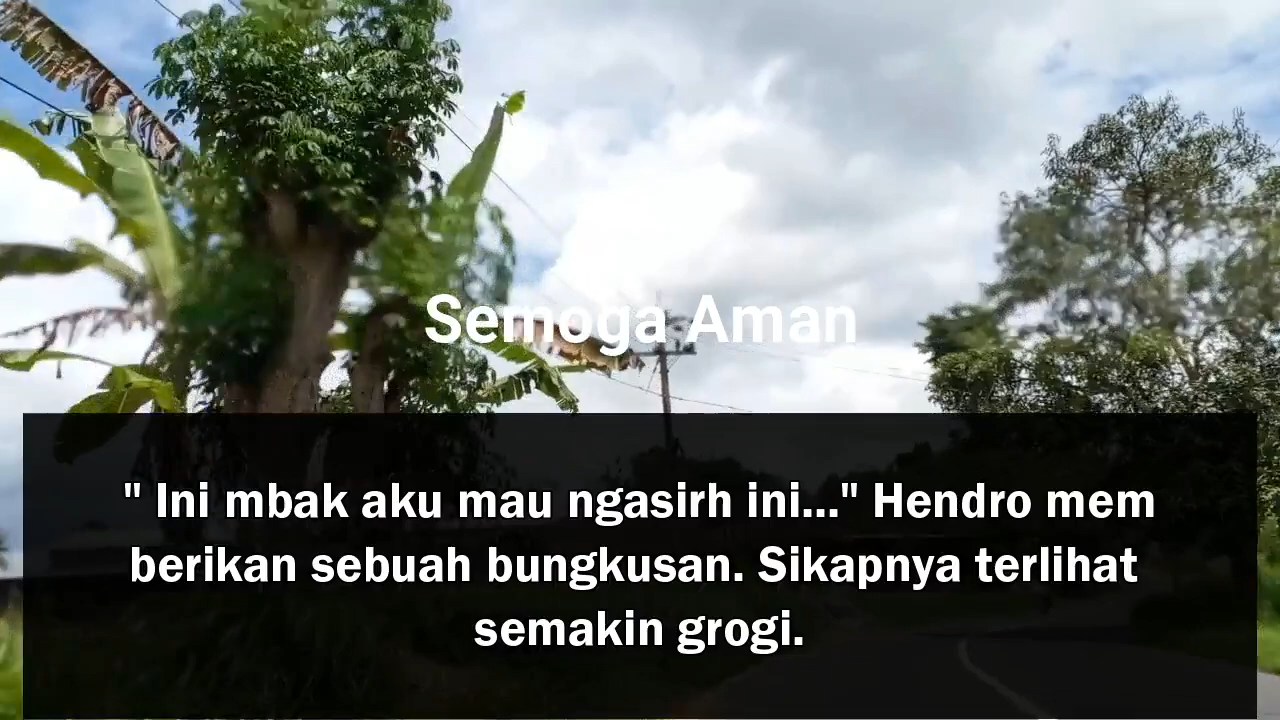 Semoga Aman
" Ini mbak aku mau ngasirh ini..." Hendro mem
berikan sebuah bungkusan. Sikapnya terlihat
semakin grogi.